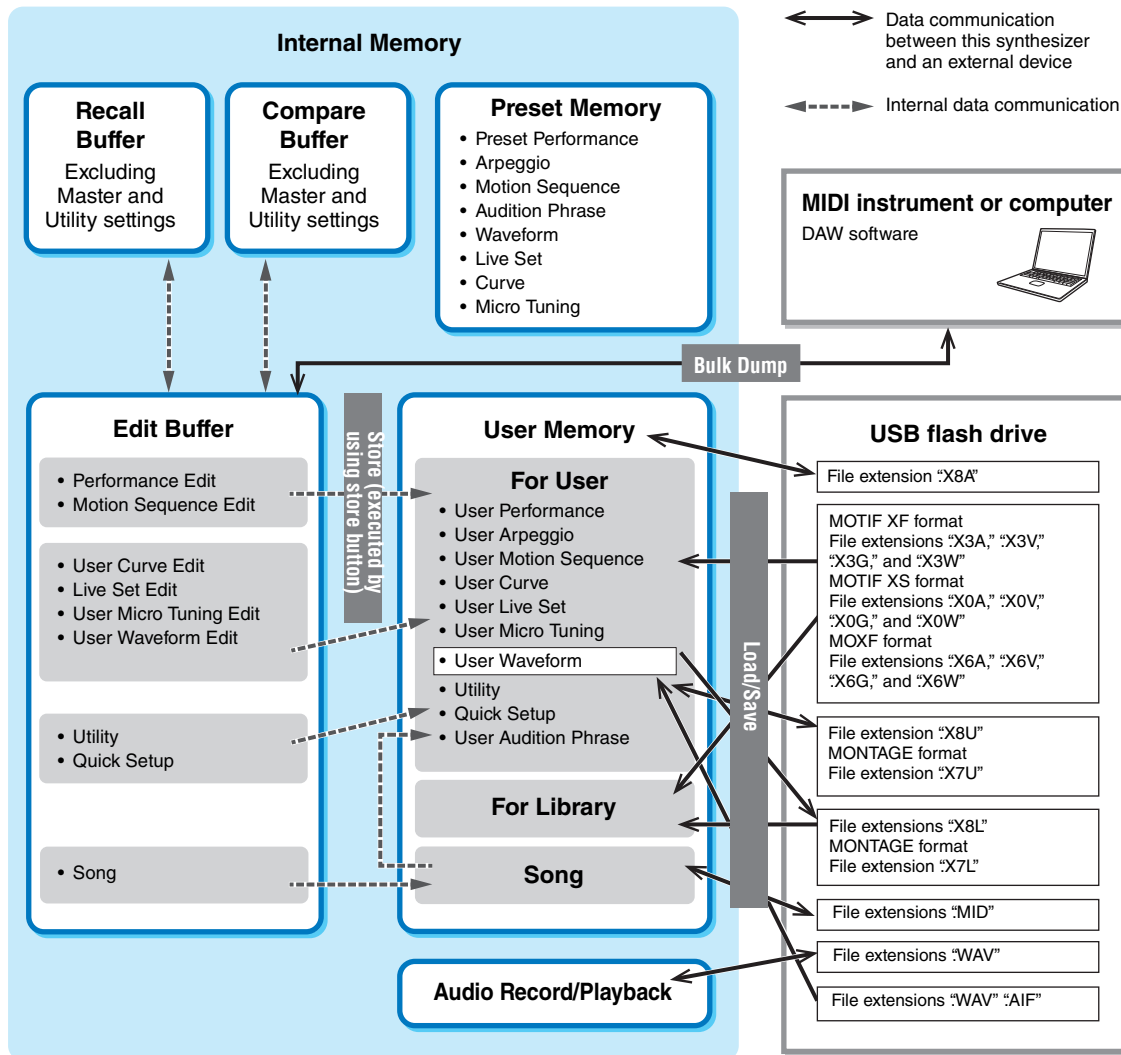 Internal Memory
Recall
Buffer
Excluding
Master and
Utility settings
Compare
Buffer
Excluding
Master and
Utility settings
Preset Memory
• Preset Performance
• Arpeggio
• Motion Sequence
• Audition Phrase
• Waveform
• Live Set
• Curve
• Micro Tuning
Data communication
between this synthesizer
and an external device
Internal data communication
MIDI instrument or computer
DAW software
Bulk Dump
Edit Buffer
• Performance Edit
• Motion Sequence Edit
• User Curve Edit
• Live Set Edit
• User Micro Tuning Edit
• User Waveform Edit
• Utility
• Quick Setup
• Song
Store (executed by
using store button)
User Memory
For User
• User Performance
• User Arpeggio
• User Motion Sequence
• User Curve
• User Live Set
• User Micro Tuning
• User Waveform
• Utility
• Quick Setup
• User Audition Phrase
For Library
Song
Audio Record/Playback
Load/Save
USB flash drive
File extension “.X8A”
MOTIF XF format
File extensions “.X3A,” “.X3V,”
“.X3G,” and “.X3W”
MOTIF XS format
File extensions “.X0A,” “.X0V,”
“.X0G,” and “.X0W”
MOXF format
File extensions “.X6A,” “.X6V,”
“.X6G,” and “.X6W”
File extension “.X8U”
MONTAGE format
File extension “.X7U”
File extensions “.X8L”
MONTAGE format
File extension “.X7L”
File extensions “.MID”
File extensions “.WAV”
File extensions “.WAV” “.AIF”